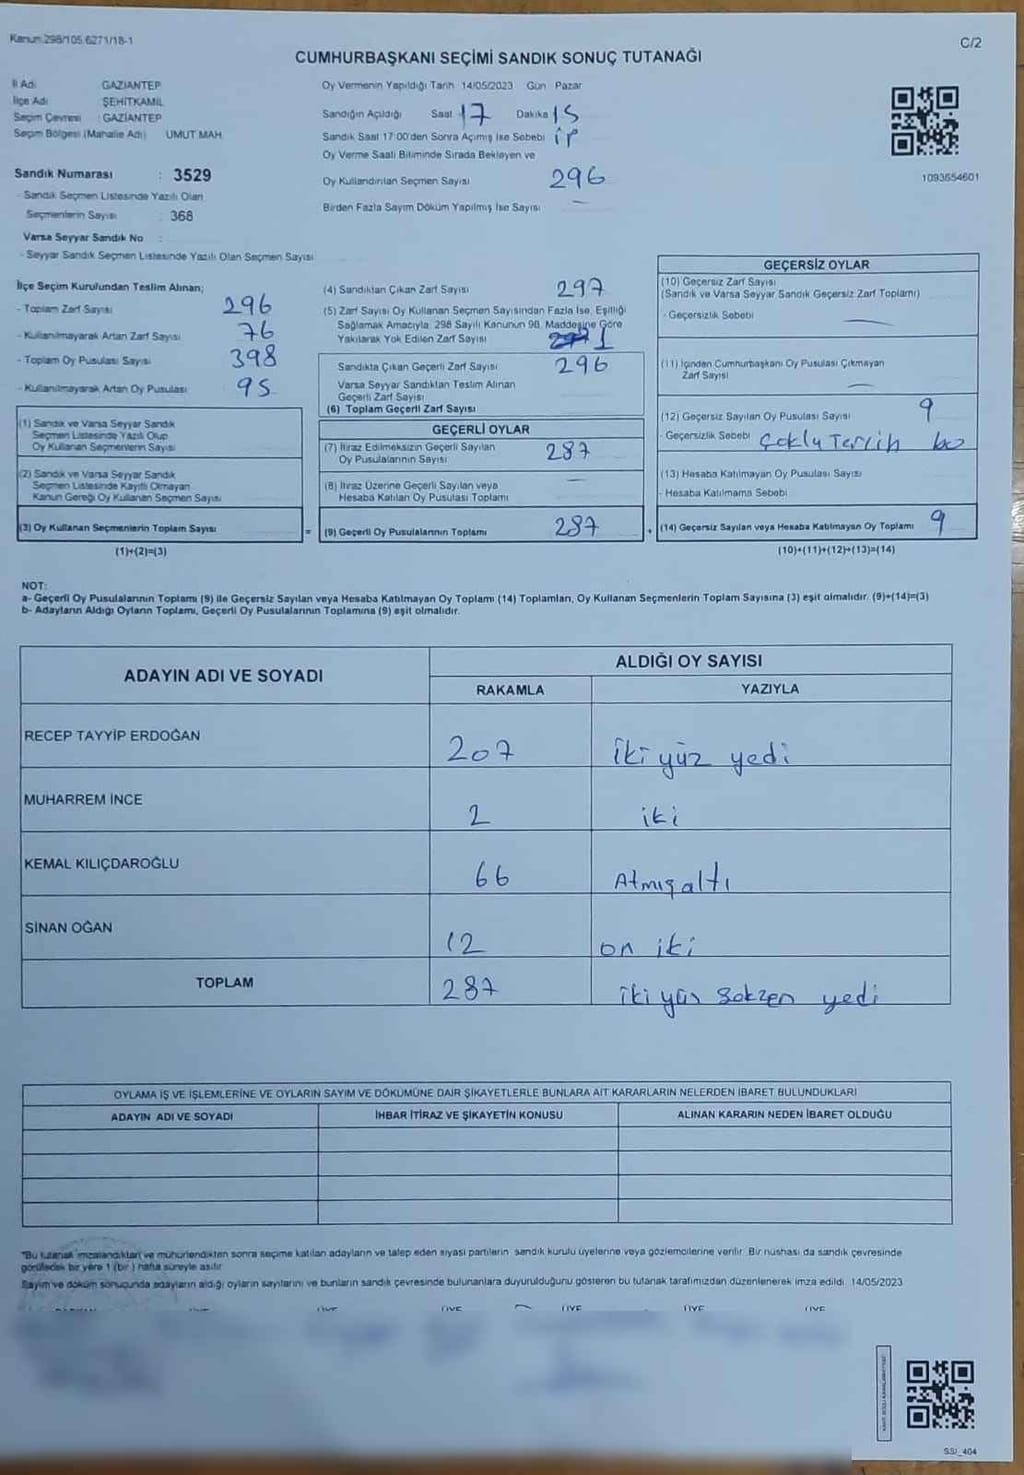 Kanun:298/105.6271/18-1
C/2
CUMHURBAŞKANI SEÇİMİ SANDIK SONUÇ TUTANAĞI
İl Adı GAZİANTEP
İlçe Adı ŞEHİTKAMİL
Seçim Çevresi : GAZİANTEP
Seçim Bölgesi (Mahalle Adı) UMUT MAH.
Sandık Numarası : 3529
- Sandık Seçmen Listesinde Yazılı Olan
Seçmenlerin Sayısı : 368
Varsa Seyyar Sandık No :
- Seyyar Sandık Seçmen Listesinde Yazılı Olan Seçmen Sayısı
Oy Vermenin Yapıldığı Tarih 14/05/2023 Gün Pazar
Sandığın Açıldığı Saat 17 Dakika 15
Sandık Saat 17:00'den Sonra Açımış İse Sebebi ip
Oy Verme Saati Bitiminde Sırada Bekleyen ve
Oy Kullandırılan Seçmen Sayısı 296
Birden Fazla Sayım Döküm Yapılmış İse Sayısı : —
1093654601
İlçe Seçim Kurulundan Teslim Alınan;
- Toplam Zarf Sayısı 296
- Kullanılmayarak Artan Zarf Sayısı 76
- Toplam Oy Pusulası Sayısı 398
- Kullanılmayarak Artan Oy Pusulası 95
(1) Sandık ve Varsa Seyyar Sandık
Seçmen Listesinde Yazılı Olup
Oy Kullanan Seçmenlerin Sayısı
(2) Sandık ve Varsa Seyyar Sandık
Seçmen Listesinde Kayıtlı Olmayan
Kanun Gereği Oy Kullanan Seçmen Sayısı
(3) Oy Kullanan Seçmenlerin Toplam Sayısı =
(1)+(2)=(3)
(4) Sandıktan Çıkan Zarf Sayısı 297
(5) Zarf Sayısı Oy Kullanan Seçmen Sayısından Fazla İse, Eşitliği
Sağlamak Amacıyla, 298 Sayılı Kanunun 98. Maddesine Göre
Yakılarak Yok Edilen Zarf Sayısı 1
Sandıkta Çıkan Geçerli Zarf Sayısı 296
Varsa Seyyar Sandıktan Teslim Alınan
Geçerli Zarf Sayısı
(6) Toplam Geçerli Zarf Sayısı
GEÇERLİ OYLAR
(7) İtiraz Edilmeksizin Geçerli Sayılan
Oy Pusulalarının Sayısı 287
(8) İtiraz Üzerine Geçerli Sayılan veya
Hesaba Katılan Oy Pusulası Toplamı —
(9) Geçerli Oy Pusulalarının Toplamı 287 +
GEÇERSİZ OYLAR
(10) Geçersiz Zarf Sayısı
(Sandık ve Varsa Seyyar Sandık Geçersiz Zarf Toplamı)
- Geçersizlik Sebebi —
(11) İçinden Cumhurbaşkanı Oy Pusulası Çıkmayan
Zarf Sayısı —
(12) Geçersiz Sayılan Oy Pusulası Sayısı 9
- Geçersizlik Sebebi Çoklu Tercih
(13) Hesaba Katılmayan Oy Pusulası Sayısı
- Hesaba Katılmama Sebebi
(14) Geçersiz Sayılan veya Hesaba Katılmayan Oy Toplamı 9
(10)+(11)+(12)+(13)=(14)
NOT:
a- Geçerli Oy Pusulalarının Toplamı (9) ile Geçersiz Sayılan veya Hesaba Katılmayan Oy Toplamı (14) Toplamları, Oy Kullanan Seçmenlerin Toplam Sayısına (3) eşit olmalıdır. (9)+(14)=(3)
b- Adayların Aldığı Oyların Toplamı, Geçerli Oy Pusulalarının Toplamına (9) eşit olmalıdır.
ADAYIN ADI VE SOYADI ALDIĞI OY SAYISI
RAKAMLA YAZIYLA
RECEP TAYYİP ERDOĞAN 207 iki yüz yedi
MUHARREM İNCE 2 iki
KEMAL KILIÇDAROĞLU 66 Atmış altı
SİNAN OĞAN 12 on iki
TOPLAM 287 iki yüs seksen yedi
OYLAMA İŞ VE İŞLEMLERİNE VE OYLARIN SAYIM VE DÖKÜMÜNE DAİR ŞİKAYETLERLE BUNLARA AİT KARARLARIN NELERDEN İBARET BULUNDUKLARI
ADAYIN ADI VE SOYADI İHBAR İTİRAZ VE ŞİKAYETİN KONUSU ALINAN KARARIN NEDEN İBARET OLDUĞU
"Bu tutanak imzalandıktan ve mühürlendikten sonra seçime katılan adayların ve talep eden siyasi partilerin sandık kurulu üyelerine veya gözlemcilerine verilir. Bir nüshası da sandık çevresinde
görülecek bir yere 1 (bir) hafta süreyle asılır.
Sayım ve döküm sonucunda adayların aldığı oyların sayılarını ve bunların sandık çevresinde bulunanlara duyurulduğunu gösteren bu tutanak tarafımızdan düzenlenerek imza edildi. 14/05/2023
BAŞKAN ÜYE ÜYE ÜYE ÜYE ÜYE ÜYE
SSI_404